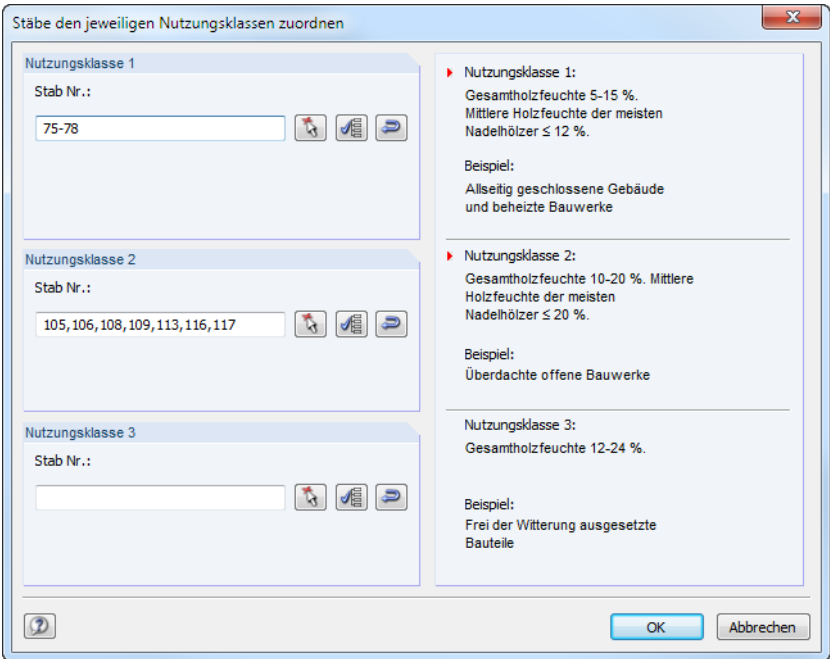 Stäbe den jeweiligen Nutzungsklassen zuordnen
Nutzungsklasse 1
Stab Nr.:
75-78
Nutzungsklasse 2
Stab Nr.:
105,106,108,109,113,116,117
Nutzungsklasse 3
Stab Nr.:
Nutzungsklasse 1:
Gesamtholzfeuchte 5-15 %.
Mittlere Holzfeuchte der meisten
Nadelhölzer ≤ 12 %.
Beispiel:
Allseitig geschlossene Gebäude
und beheizte Bauwerke
Nutzungsklasse 2:
Gesamtholzfeuchte 10-20 %. Mittlere
Holzfeuchte der meisten
Nadelhölzer ≤ 20 %.
Beispiel:
Überdachte offene Bauwerke
Nutzungsklasse 3:
Gesamtholzfeuchte 12-24 %.
Beispiel:
Frei der Witterung ausgesetzte
Bauteile
OK
Abbrechen